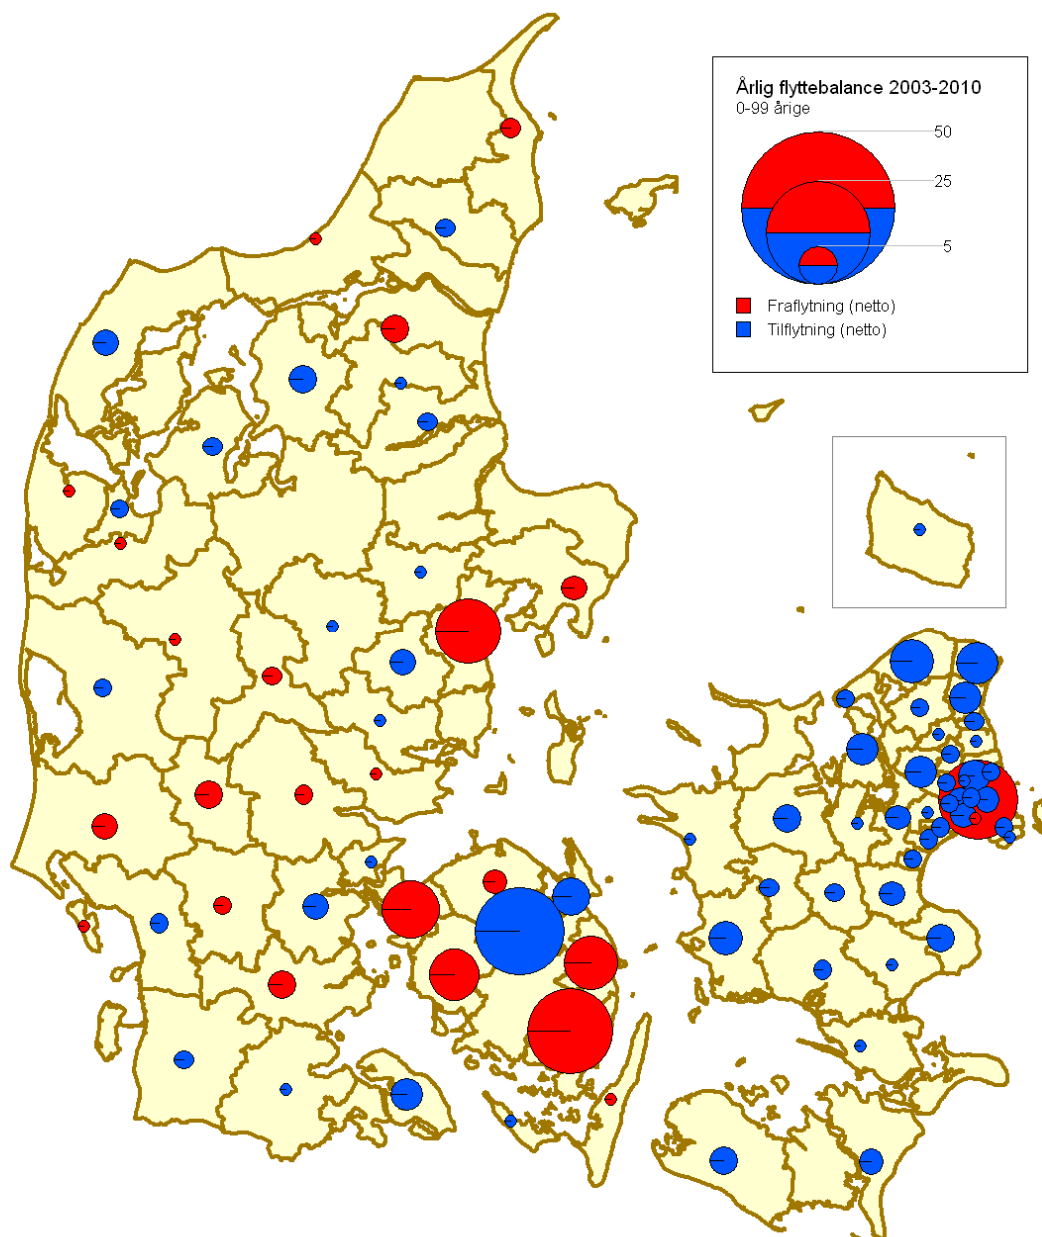 Årlig flyttebalance 2003-2010
0-99 årige
50
25
5
Fraflytning (netto)
Tilflytning (netto)